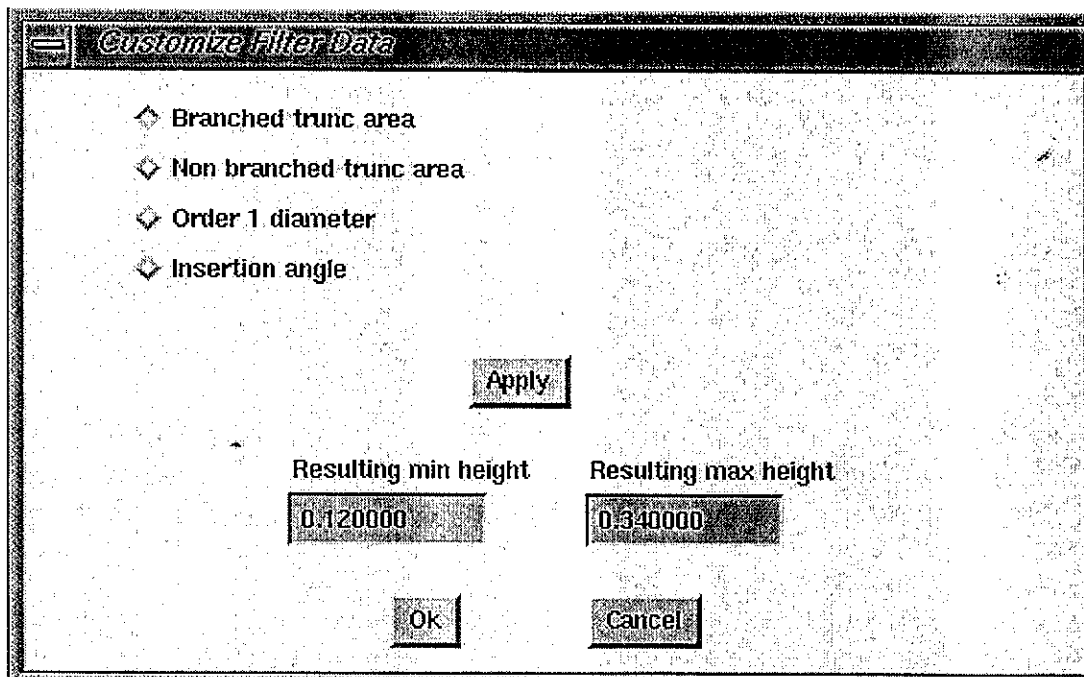 Customize Filter Data
Branched trunc area
Non branched trunc area
Order 1 diameter
Insertion angle
Apply
Resulting min height Resulting max height
0.120000 0.340000
Ok Cancel